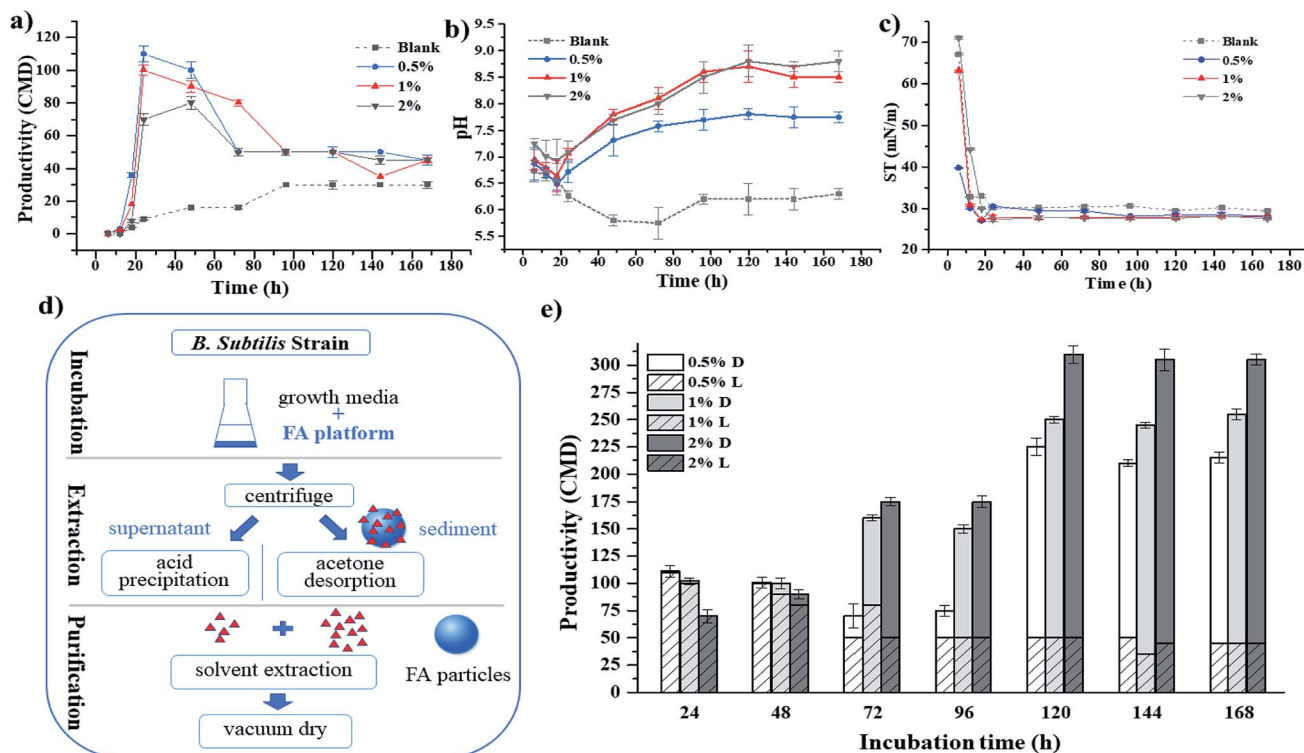 a)
Productivity (CMD)
120
100
80
60
40
20
0
Blank
0.5%
1%
2%
0 20 40 60 80 100 120 140 160 180
Time (h)
b)
pH
9.5
9.0
8.5
8.0
7.5
7.0
6.5
6.0
5.5
Blank
0.5%
1%
2%
0 20 40 60 80 100 120 140 160 180
Time (h)
c)
ST (mN/m)
70
60
50
40
30
20
Blank
0.5%
1%
2%
0 20 40 60 80 100 120 140 160 180
Time (h)
d)
B. Subtilis Strain
Incubation
growth media
+
FA platform
Extraction
centrifuge
supernatant
sediment
acid
precipitation
acetone
desorption
Purification
solvent extraction
FA particles
vacuum dry
e)
Productivity (CMD)
300
250
200
150
100
75
50
25
0
0.5% D
0.5% L
1% D
1% L
2% D
2% L
24 48 72 96 120 144 168
Incubation time (h)